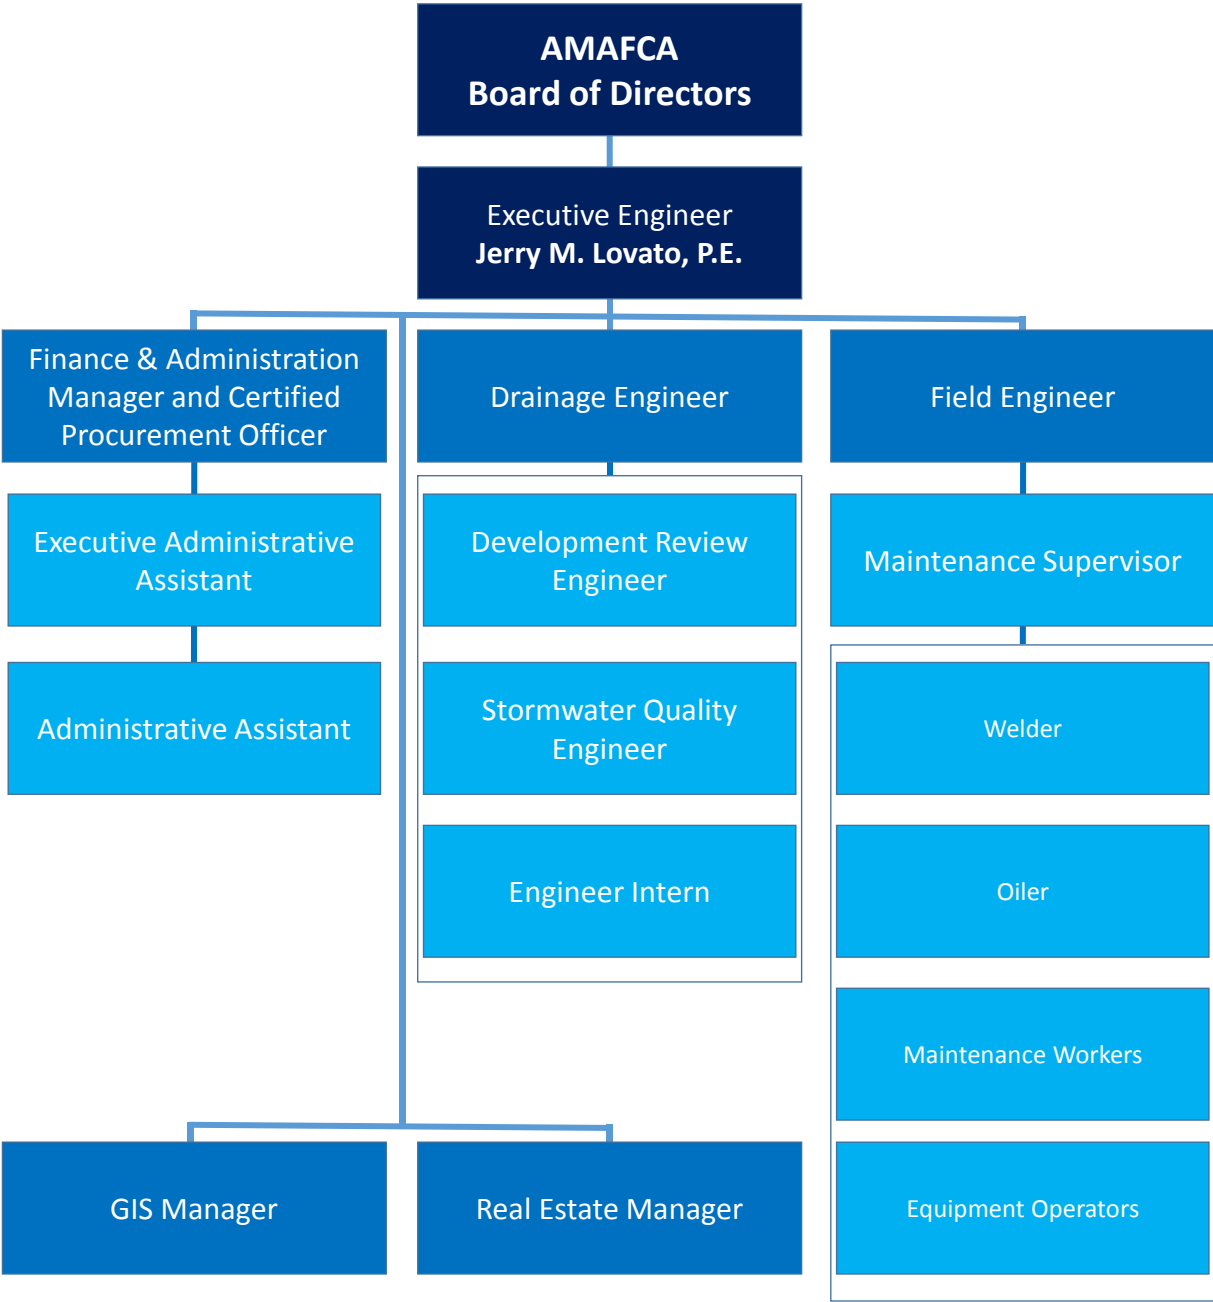 AMAFCA
Board of Directors
Executive Engineer
Jerry M. Lovato, P.E.
Finance & Administration
Manager and Certified
Procurement Officer
Drainage Engineer
Field Engineer
Executive Administrative
Assistant
Development Review
Engineer
Maintenance Supervisor
Administrative Assistant
Stormwater Quality
Engineer
Welder
Engineer Intern
Oiler
Maintenance Workers
GIS Manager
Real Estate Manager
Equipment Operators